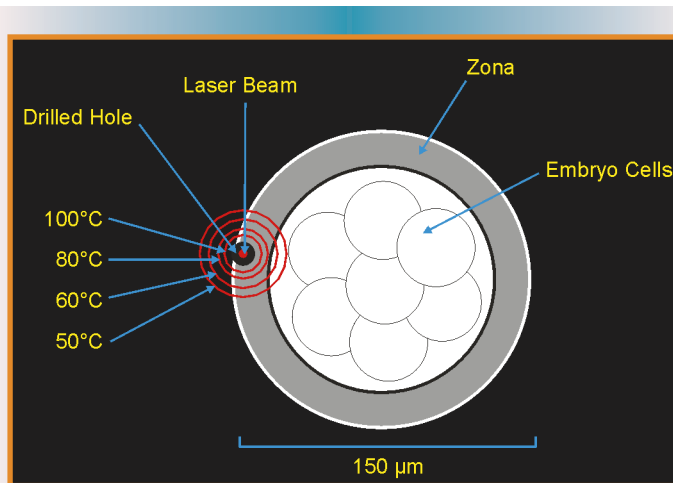 Laser Beam
Zona
Drilled Hole
Embryo Cells
100°C
80°C
60°C
50°C
150 µm